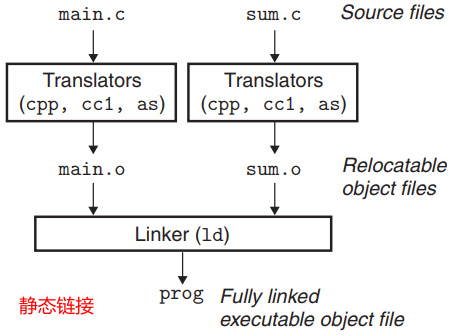 main.c sum.c Source files
Translators Translators
(cpp, cc1, as) (cpp, cc1, as)
main.o sum.o Relocatable
object files
Linker (ld)
prog Fully linked
静态链接 executable object file